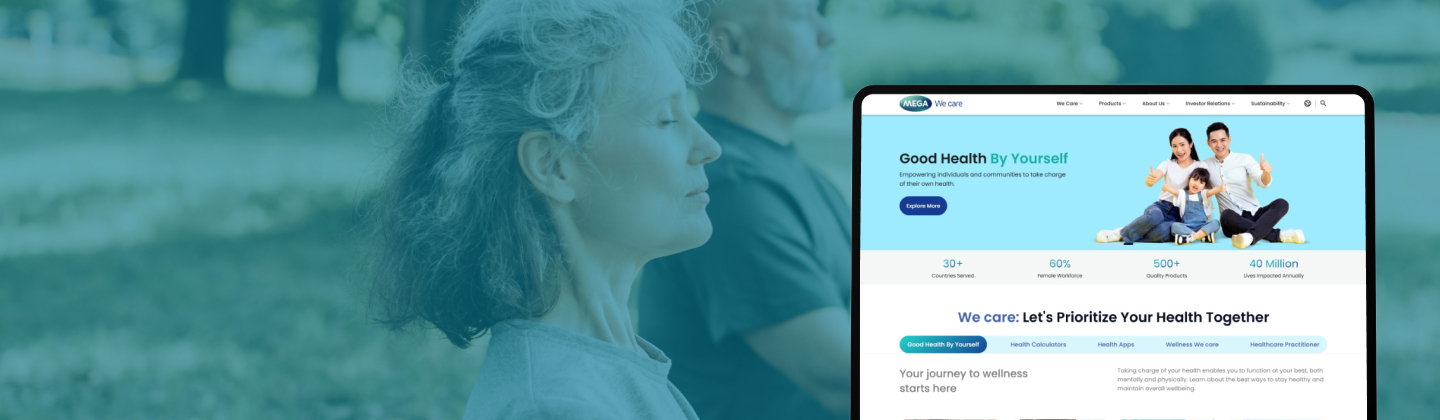 MEGA We care
We Care Products About Us Investor Relations Sustainability
Good Health By Yourself
Empowering individuals and communities to take charge
of their own health.
Explore More
30+ 60% 500+ 40 Million
Countries Served Female Workforce Quality Products Lives Impacted Annually
We care: Let's Prioritize Your Health Together
Good Health By Yourself Health Calculators Health Apps Wellness We care Healthcare Practitioner
Your journey to wellness
starts here
Taking charge of your health enables you to function at your best, both
mentally and physically. Learn about the best ways to stay healthy and
maintain overall wellbeing.